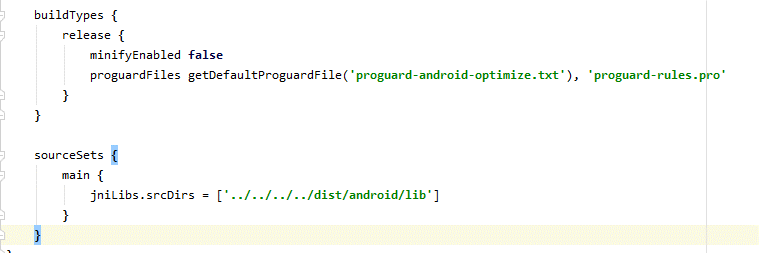 buildTypes {
release {
minifyEnabled false
proguardFiles getDefaultProguardFile('proguard-android-optimize.txt'), 'proguard-rules.pro'
}
}
sourceSets {
main {
jniLibs.srcDirs = ['../../../../dist/android/lib']
}
}